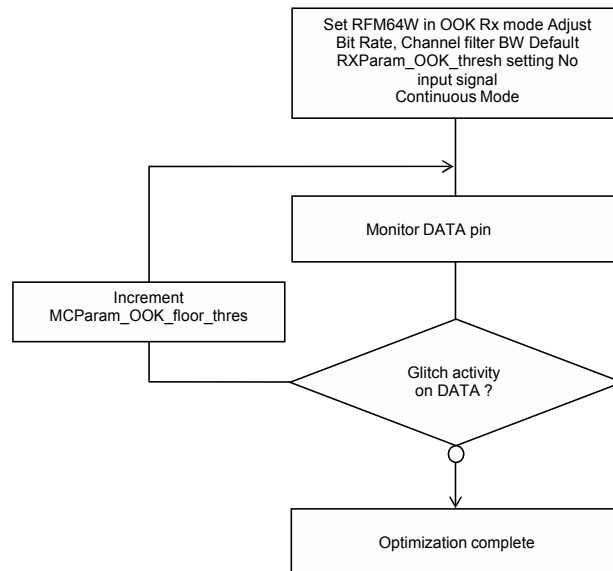 Set RFM64W in OOK Rx mode Adjust
Bit Rate, Channel filter BW Default
RXParam_OOK_thresh setting No
input signal
Continuous Mode
Monitor DATA pin
Increment
MCParam_OOK_floor_thres
Glitch activity
on DATA ?
Optimization complete